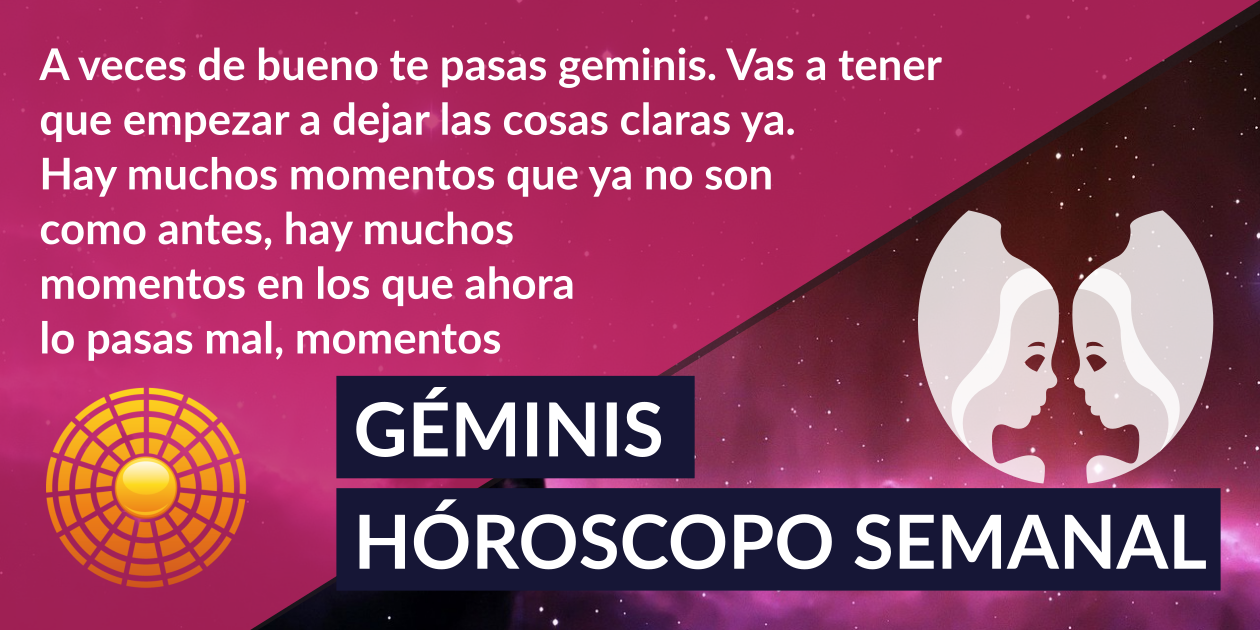 A veces de bueno te pasas geminis. Vas a tener
que empezar a dejar las cosas claras ya.
Hay muchos momentos que ya no son
como antes, hay muchos
momentos en los que ahora
lo pasas mal, momentos
GÉMINIS
HÓROSCOPO SEMANAL